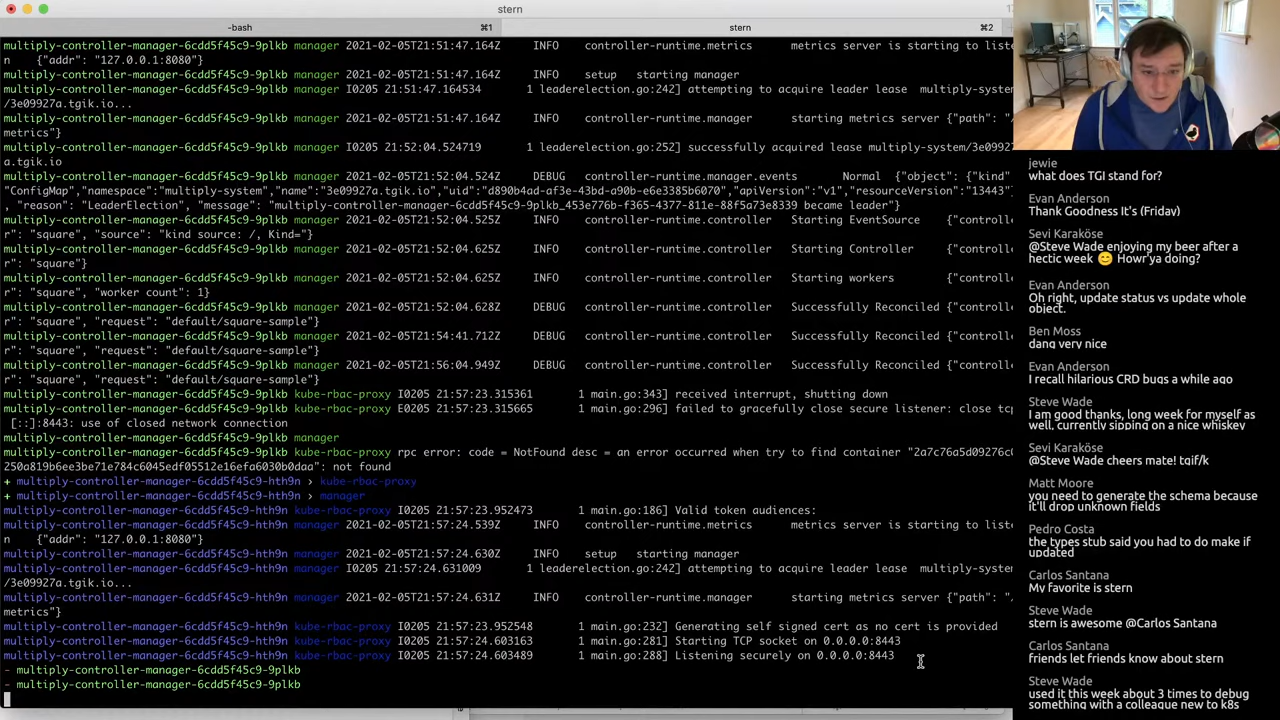 stern
-bash
⌘1
stern
⌘2
multiply-controller-manager-6cdd5f45c9-9plkb manager 2021-02-05T21:51:47.164Z INFO controller-runtime.metrics metrics server is starting to liste
n {"addr": "127.0.0.1:8080"}
multiply-controller-manager-6cdd5f45c9-9plkb manager 2021-02-05T21:51:47.164Z INFO setup starting manager
multiply-controller-manager-6cdd5f45c9-9plkb manager I0205 21:51:47.164534 1 leaderelection.go:242] attempting to acquire leader lease multiply-system
/3e09927a.tgik.io...
multiply-controller-manager-6cdd5f45c9-9plkb manager 2021-02-05T21:51:47.164Z INFO controller-runtime.manager starting metrics server {"path": "/
metrics"}
multiply-controller-manager-6cdd5f45c9-9plkb manager I0205 21:52:04.524719 1 leaderelection.go:252] successfully acquired lease multiply-system/3e0992
a.tgik.io
multiply-controller-manager-6cdd5f45c9-9plkb manager 2021-02-05T21:52:04.524Z DEBUG controller-runtime.manager.events Normal {"object": {"kind"
"ConfigMap","namespace":"multiply-system","name":"3e09927a.tgik.io","uid":"d890b4ad-af3e-43bd-a90b-e6e3385b6070","apiVersion":"v1","resourceVersion":"13443"}
, "reason": "LeaderElection", "message": "multiply-controller-manager-6cdd5f45c9-9plkb_453e776b-f365-4377-811e-88f5a73e8339 became leader"}
multiply-controller-manager-6cdd5f45c9-9plkb manager 2021-02-05T21:52:04.525Z INFO controller-runtime.controller Starting EventSource {"control
r": "square", "source": "kind source: /, Kind="}
multiply-controller-manager-6cdd5f45c9-9plkb manager 2021-02-05T21:52:04.625Z INFO controller-runtime.controller Starting Controller {"control
r": "square"}
multiply-controller-manager-6cdd5f45c9-9plkb manager 2021-02-05T21:52:04.625Z INFO controller-runtime.controller Starting workers {"control
r": "square", "worker count": 1}
multiply-controller-manager-6cdd5f45c9-9plkb manager 2021-02-05T21:52:04.628Z DEBUG controller-runtime.controller Successfully Reconciled {"control
r": "square", "request": "default/square-sample"}
multiply-controller-manager-6cdd5f45c9-9plkb manager 2021-02-05T21:54:41.712Z DEBUG controller-runtime.controller Successfully Reconciled {"control
r": "square", "request": "default/square-sample"}
multiply-controller-manager-6cdd5f45c9-9plkb manager 2021-02-05T21:56:04.949Z DEBUG controller-runtime.controller Successfully Reconciled {"control
r": "square", "request": "default/square-sample"}
multiply-controller-manager-6cdd5f45c9-9plkb kube-rbac-proxy I0205 21:57:23.315361 1 main.go:343] received interrupt, shutting down
multiply-controller-manager-6cdd5f45c9-9plkb kube-rbac-proxy E0205 21:57:23.315665 1 main.go:296] failed to gracefully close secure listener: close tcp
[::]:8443: use of closed network connection
multiply-controller-manager-6cdd5f45c9-9plkb manager
multiply-controller-manager-6cdd5f45c9-9plkb kube-rbac-proxy rpc error: code = NotFound desc = an error occurred when try to find container "2a7c76a5d09276c0
250a819b6ee3be71e784c6045edf05512e16efa6030b0daa": not found
+ multiply-controller-manager-6cdd5f45c9-hth9n › kube-rbac-proxy
+ multiply-controller-manager-6cdd5f45c9-hth9n › manager
multiply-controller-manager-6cdd5f45c9-hth9n kube-rbac-proxy I0205 21:57:23.952473 1 main.go:186] Valid token audiences:
multiply-controller-manager-6cdd5f45c9-hth9n manager 2021-02-05T21:57:24.539Z INFO controller-runtime.metrics metrics server is starting to liste
n {"addr": "127.0.0.1:8080"}
multiply-controller-manager-6cdd5f45c9-hth9n manager 2021-02-05T21:57:24.630Z INFO setup starting manager
multiply-controller-manager-6cdd5f45c9-hth9n manager I0205 21:57:24.631009 1 leaderelection.go:242] attempting to acquire leader lease multiply-system
/3e09927a.tgik.io...
multiply-controller-manager-6cdd5f45c9-hth9n manager 2021-02-05T21:57:24.631Z INFO controller-runtime.manager starting metrics server {"path": "/
metrics"}
multiply-controller-manager-6cdd5f45c9-hth9n kube-rbac-proxy I0205 21:57:23.952548 1 main.go:232] Generating self signed cert as no cert is provided
multiply-controller-manager-6cdd5f45c9-hth9n kube-rbac-proxy I0205 21:57:24.603163 1 main.go:281] Starting TCP socket on 0.0.0.0:8443
multiply-controller-manager-6cdd5f45c9-hth9n kube-rbac-proxy I0205 21:57:24.603489 1 main.go:288] Listening securely on 0.0.0.0:8443
- multiply-controller-manager-6cdd5f45c9-9plkb
- multiply-controller-manager-6cdd5f45c9-9plkb
jewie
what does TGI stand for?
Evan Anderson
Thank Goodness It's (Friday)
Sevi Karaköse
@Steve Wade enjoying my beer after a
hectic week 😊 Howr'ya doing?
Evan Anderson
Oh right, update status vs update whole
object.
Ben Moss
dang very nice
Evan Anderson
I recall hilarious CRD bugs a while ago
Steve Wade
I am good thanks, long week for myself as
well, currently sipping on a nice whiskey
Sevi Karaköse
@Steve Wade cheers mate! tgif/k
Matt Moore
you need to generate the schema because
it'll drop unknown fields
Pedro Costa
the types stub said you had to do make if
updated
Carlos Santana
My favorite is stern
Steve Wade
stern is awesome @Carlos Santana
Carlos Santana
friends let friends know about stern
Steve Wade
used it this week about 3 times to debug
something with a colleague new to k8s